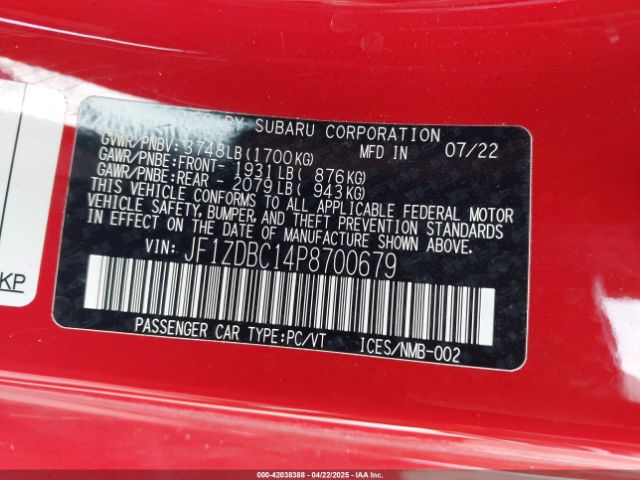 BY SUBARU CORPORATION
GVWR/PNBV: 3748LB(1700KG) MFD IN 07/22
GAWR/PNBE:FRONT- 1931LB( 876KG)
GAWR/PNBE:REAR - 2079LB( 943KG)
THIS VEHICLE CONFORMS TO ALL APPLICABLE FEDERAL MOTOR
VEHICLE SAFETY, BUMPER, AND THEFT PREVENTION STANDARDS
IN EFFECT ON THE DATE OF MANUFACTURE SHOWN ABOVE.
VIN: JF1ZDBC14P8700679
PASSENGER CAR TYPE:PC/VT ICES/NMB-002
KP
000-42038388 - 04/22/2025 - IAA Inc.